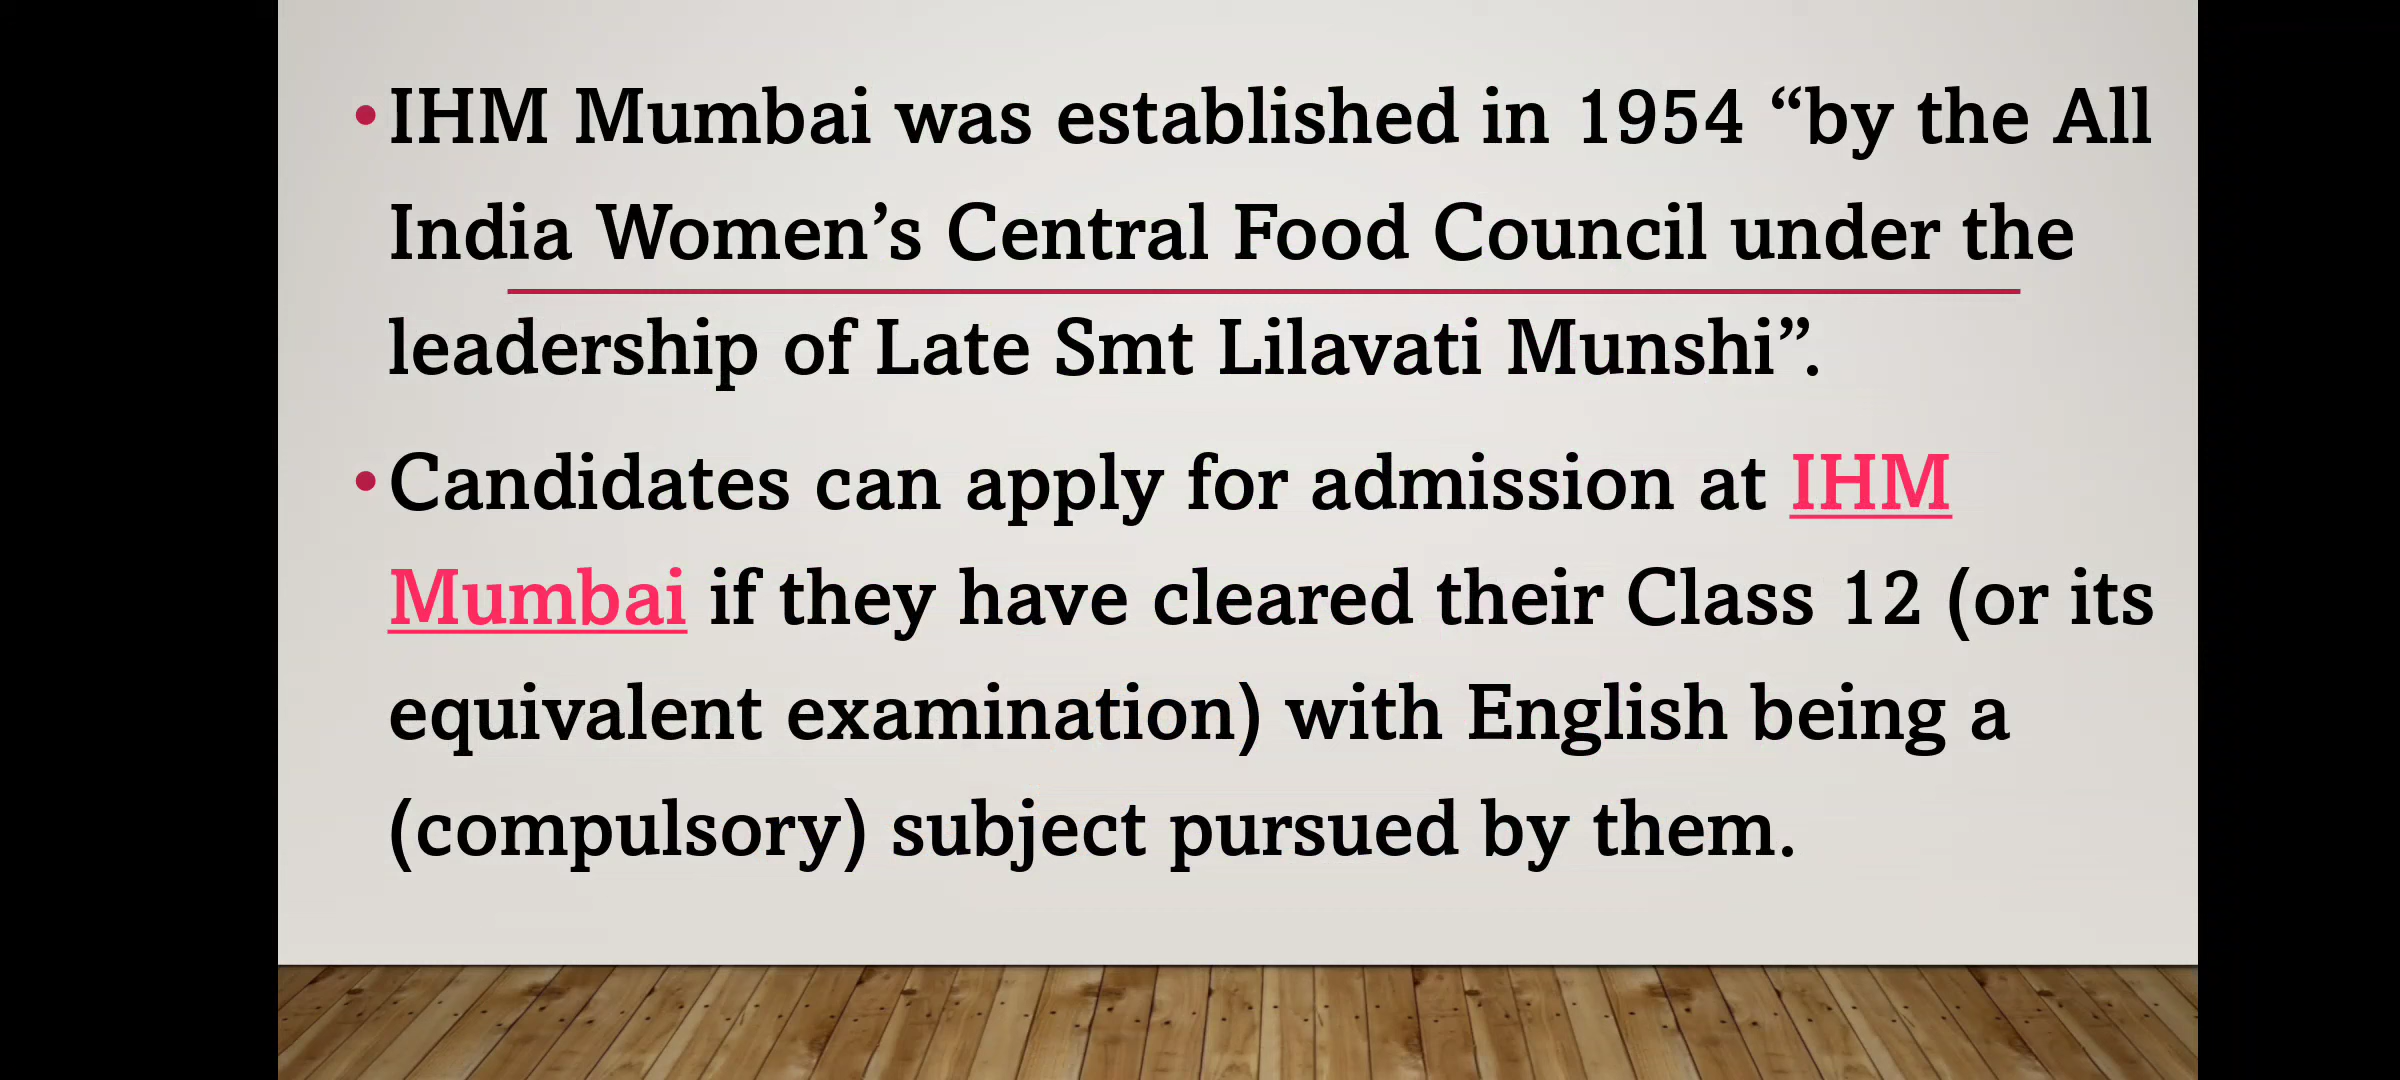 •IHM Mumbai was established in 1954 “by the All
India Women’s Central Food Council under the
leadership of Late Smt Lilavati Munshi”.
•Candidates can apply for admission at IHM
Mumbai if they have cleared their Class 12 (or its
equivalent examination) with English being a
(compulsory) subject pursued by them.